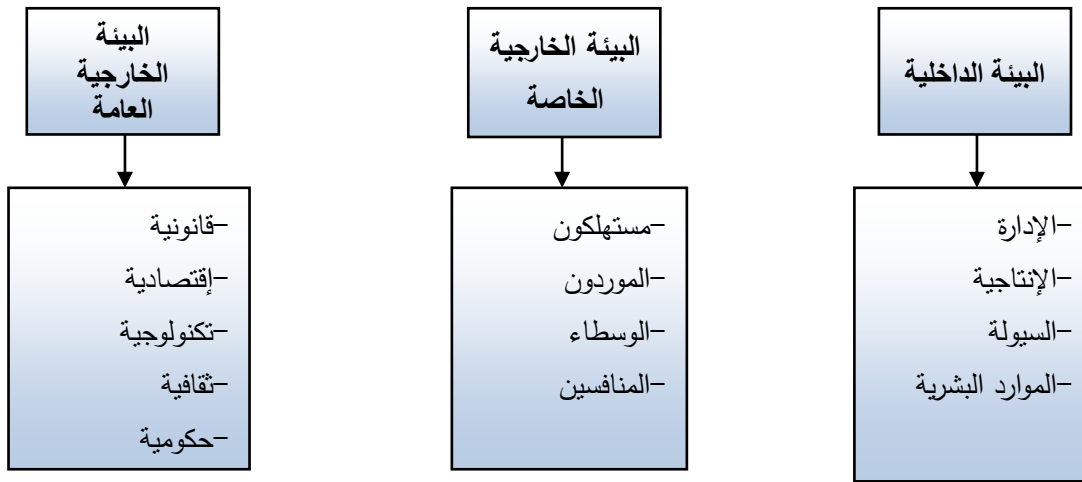 البيئة الداخلية
-الإدارة
-الإنتاجية
-السيولة
-الموارد البشرية
البيئة الخارجية
الخاصة
-مستهلكون
-الموردون
-الوسطاء
-المنافسين
البيئة
الخارجية
العامة
-قانونية
-إقتصادية
-تكنولوجية
-ثقافية
-حكومية